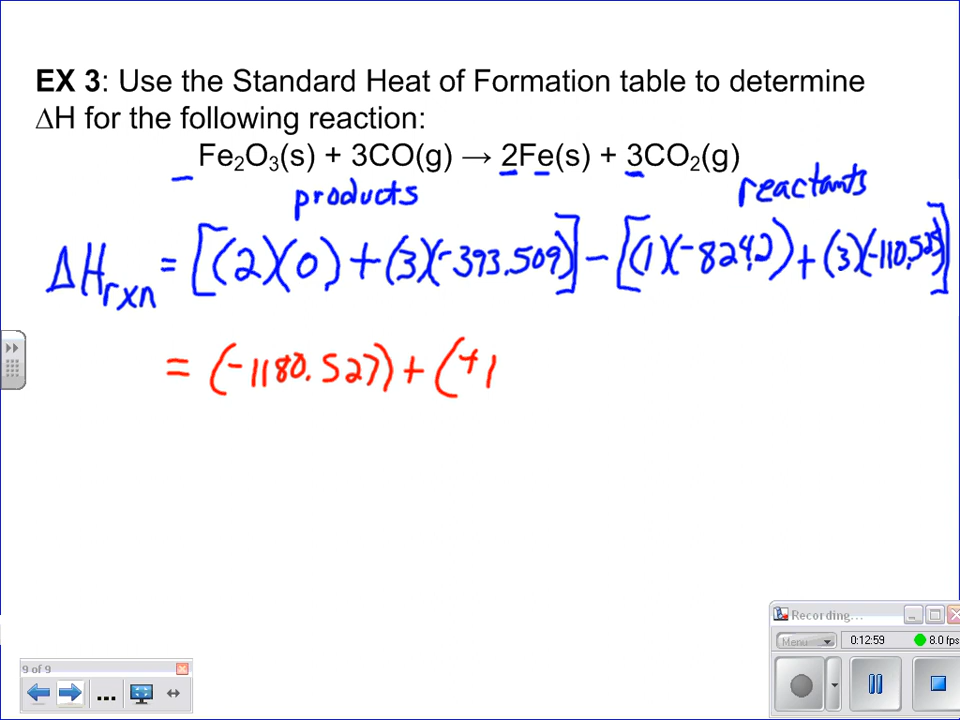 EX 3: Use the Standard Heat of Formation table to determine
∆H for the following reaction:
Fe₂O₃(s) + 3CO(g) → 2Fe(s) + 3CO₂(g)
products reactants
ΔHrxn = [(2)(0) + (3)(-393.509)] - [(1)(-824.2) + (3)(-110.525)]
= (-1180.527) + (+1
Recording...
Menu 0:12:59 8.0 fps
9 of 9